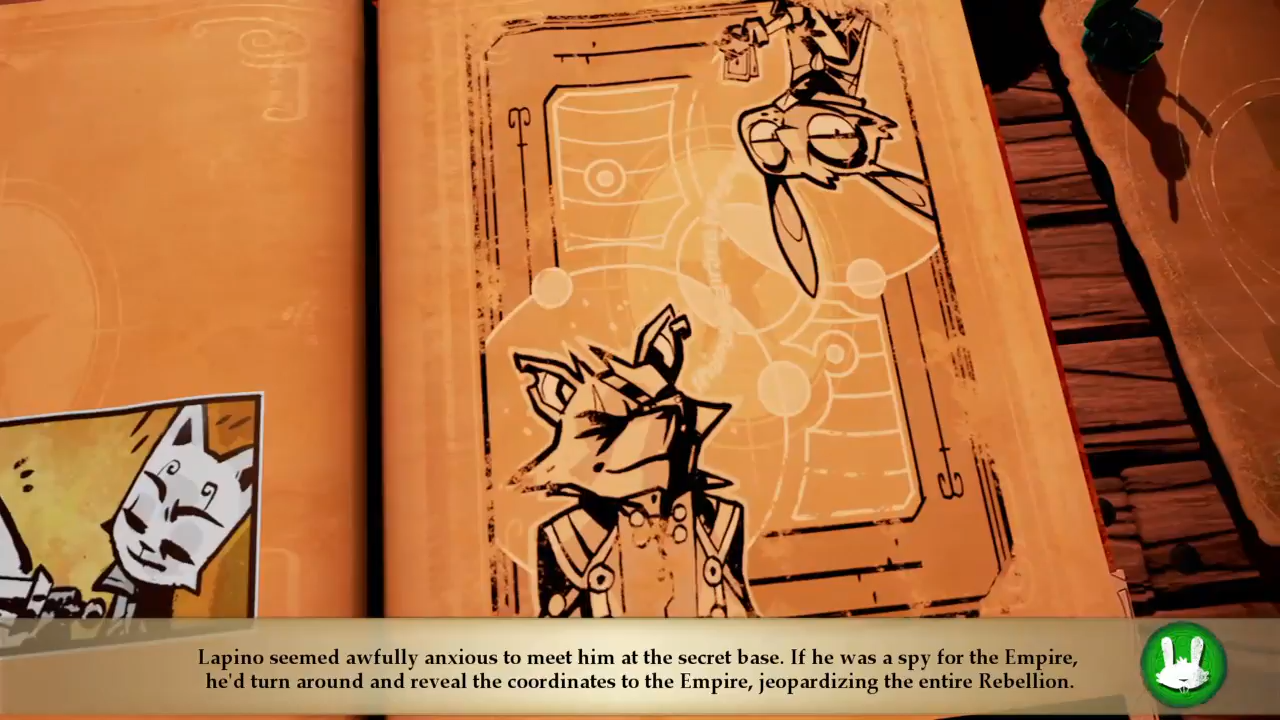 Lapino seemed awfully anxious to meet him at the secret base. If he was a spy for the Empire,
he'd turn around and reveal the coordinates to the Empire, jeopardizing the entire Rebellion.